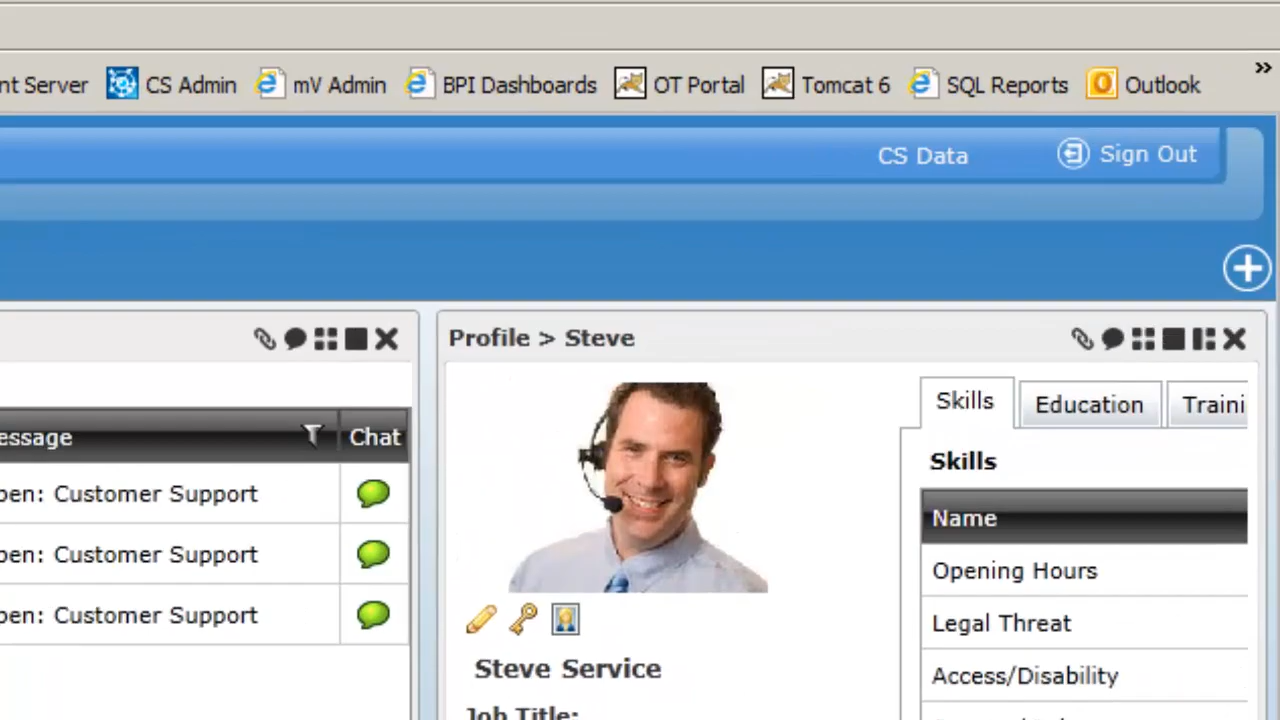 nt Server CS Admin mV Admin BPI Dashboards OT Portal Tomcat 6 SQL Reports Outlook »
CS Data Sign Out
Profile > Steve
Skills Education Traini
essage Chat
Skills
pen: Customer Support
Name
pen: Customer Support
Opening Hours
pen: Customer Support
Legal Threat
Steve Service
Access/Disability
Job Title: